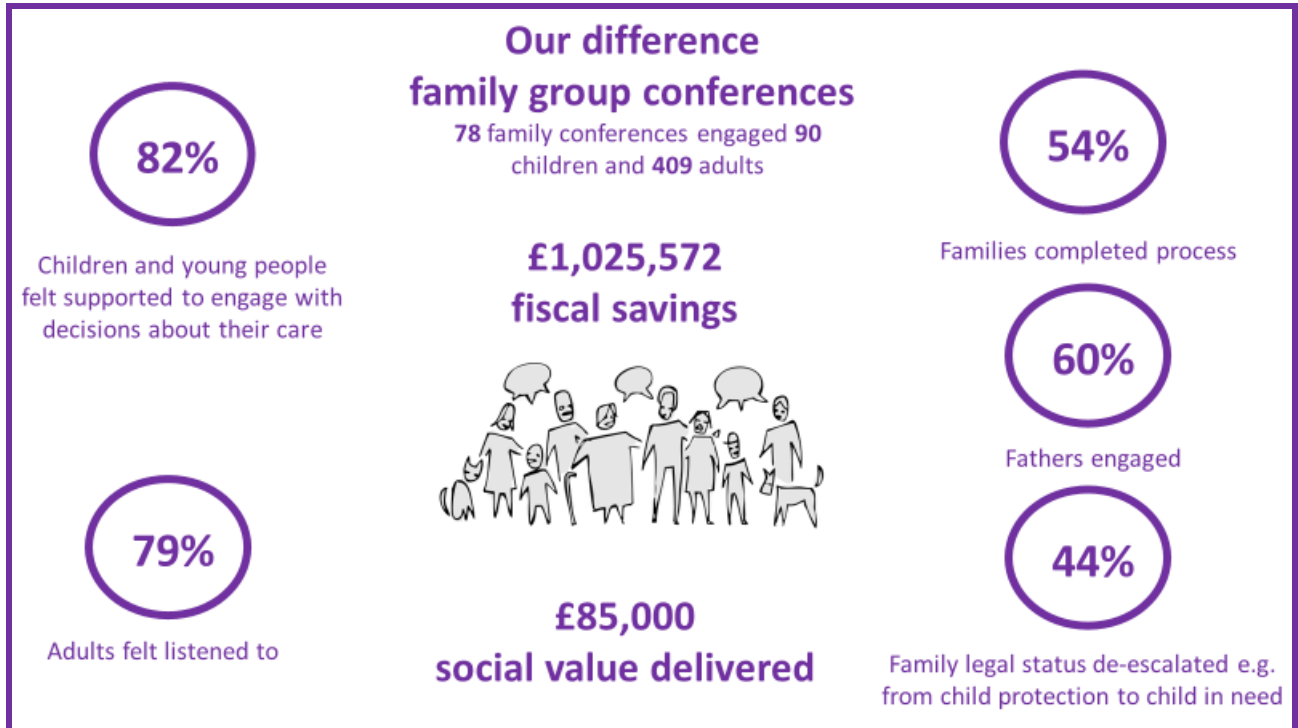 Our difference
family group conferences
78 family conferences engaged 90
children and 409 adults
82%
Children and young people
felt supported to engage with
decisions about their care
79%
Adults felt listened to
£1,025,572
fiscal savings
£85,000
social value delivered
54%
Families completed process
60%
Fathers engaged
44%
Family legal status de-escalated e.g.
from child protection to child in need